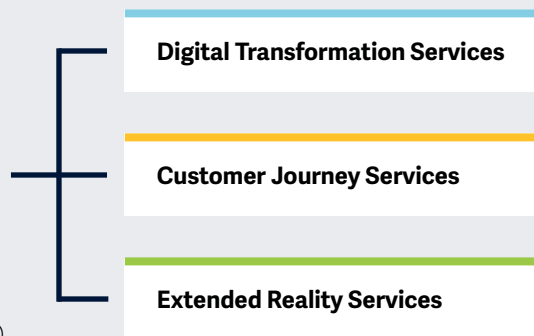 Digital Transformation Services
Customer Journey Services
Extended Reality Services